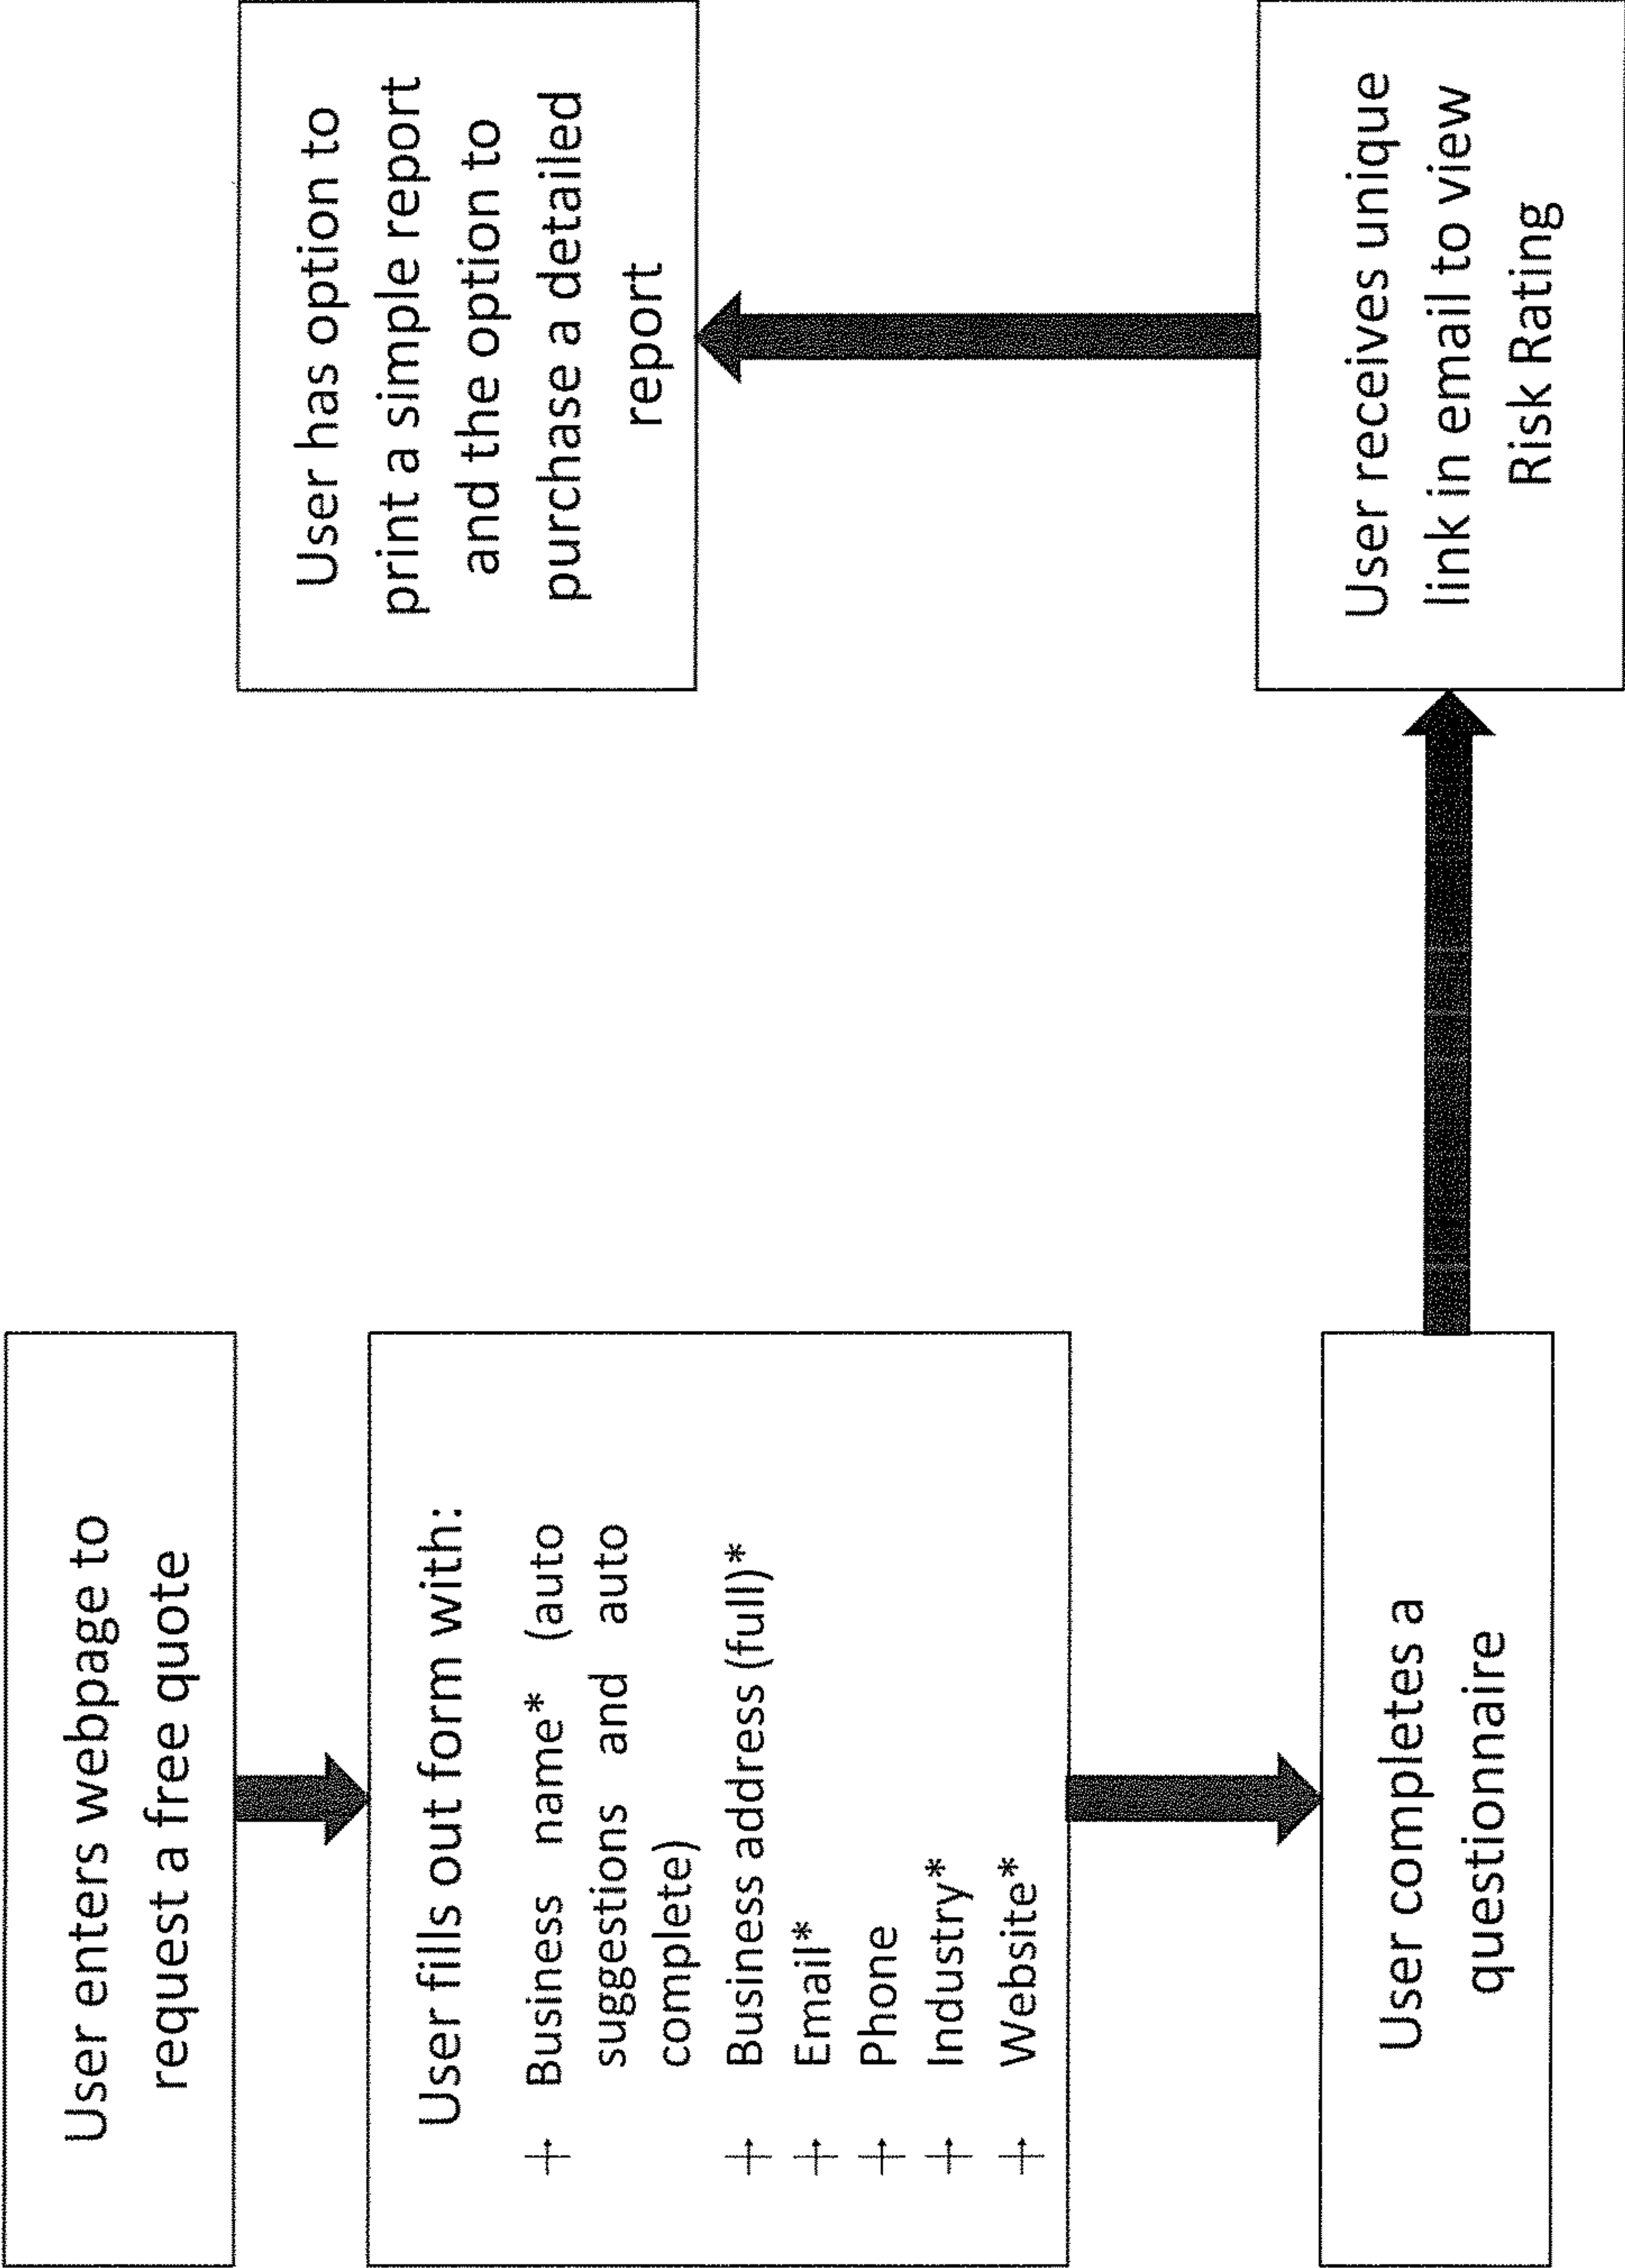 User enters webpage to
request a free quote
User fills out form with:
Business name* (auto
suggestions and auto
complete)
Business address (full)*
Email*
Phone
Industry*
Website*
User completes a
questionnaire
User receives unique
link in email to view
Risk Rating
User has option to
print a simple report
and the option to
purchase a detailed
report